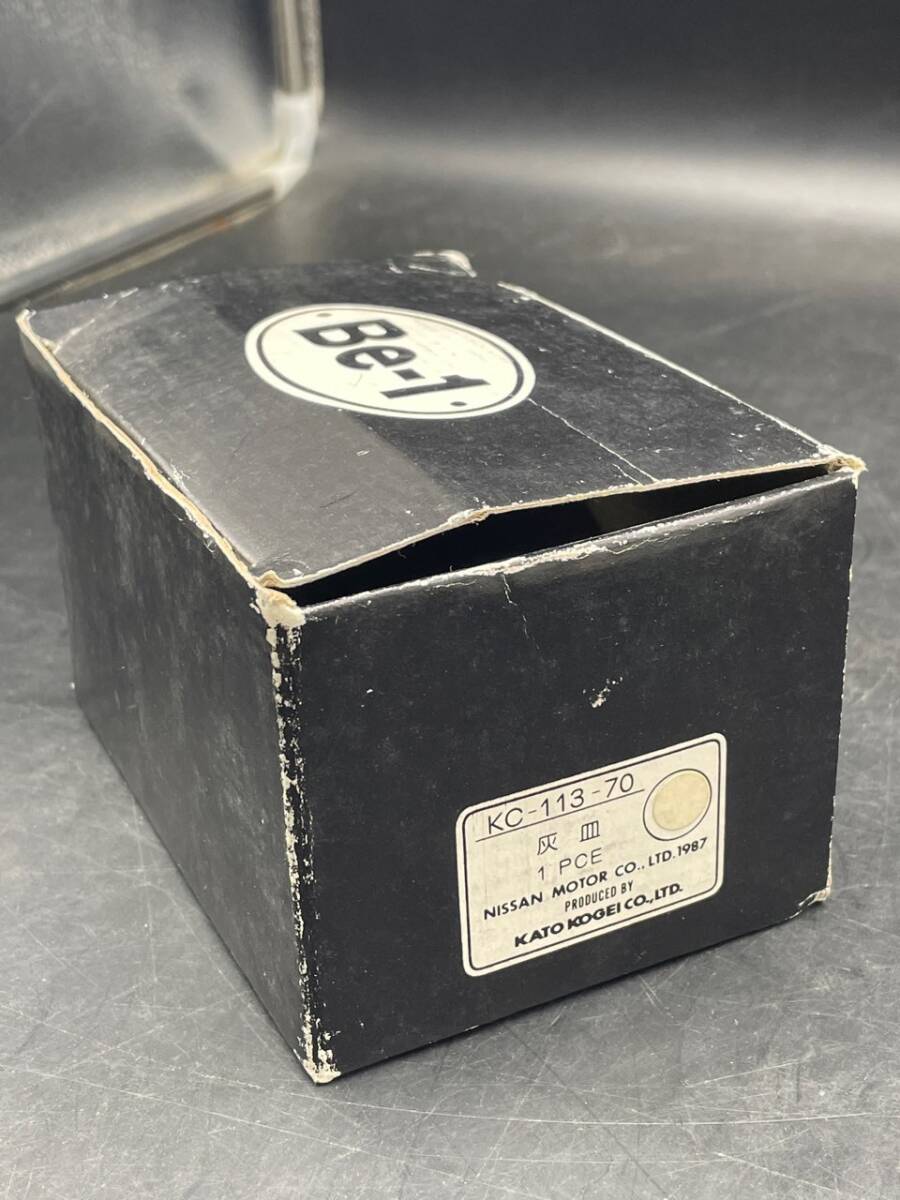 Be-1
KC-113-70
灰皿
1 PCE
NISSAN MOTOR CO., LTD. 1987
PRODUCED BY
KATO KOGEI CO., LTD.